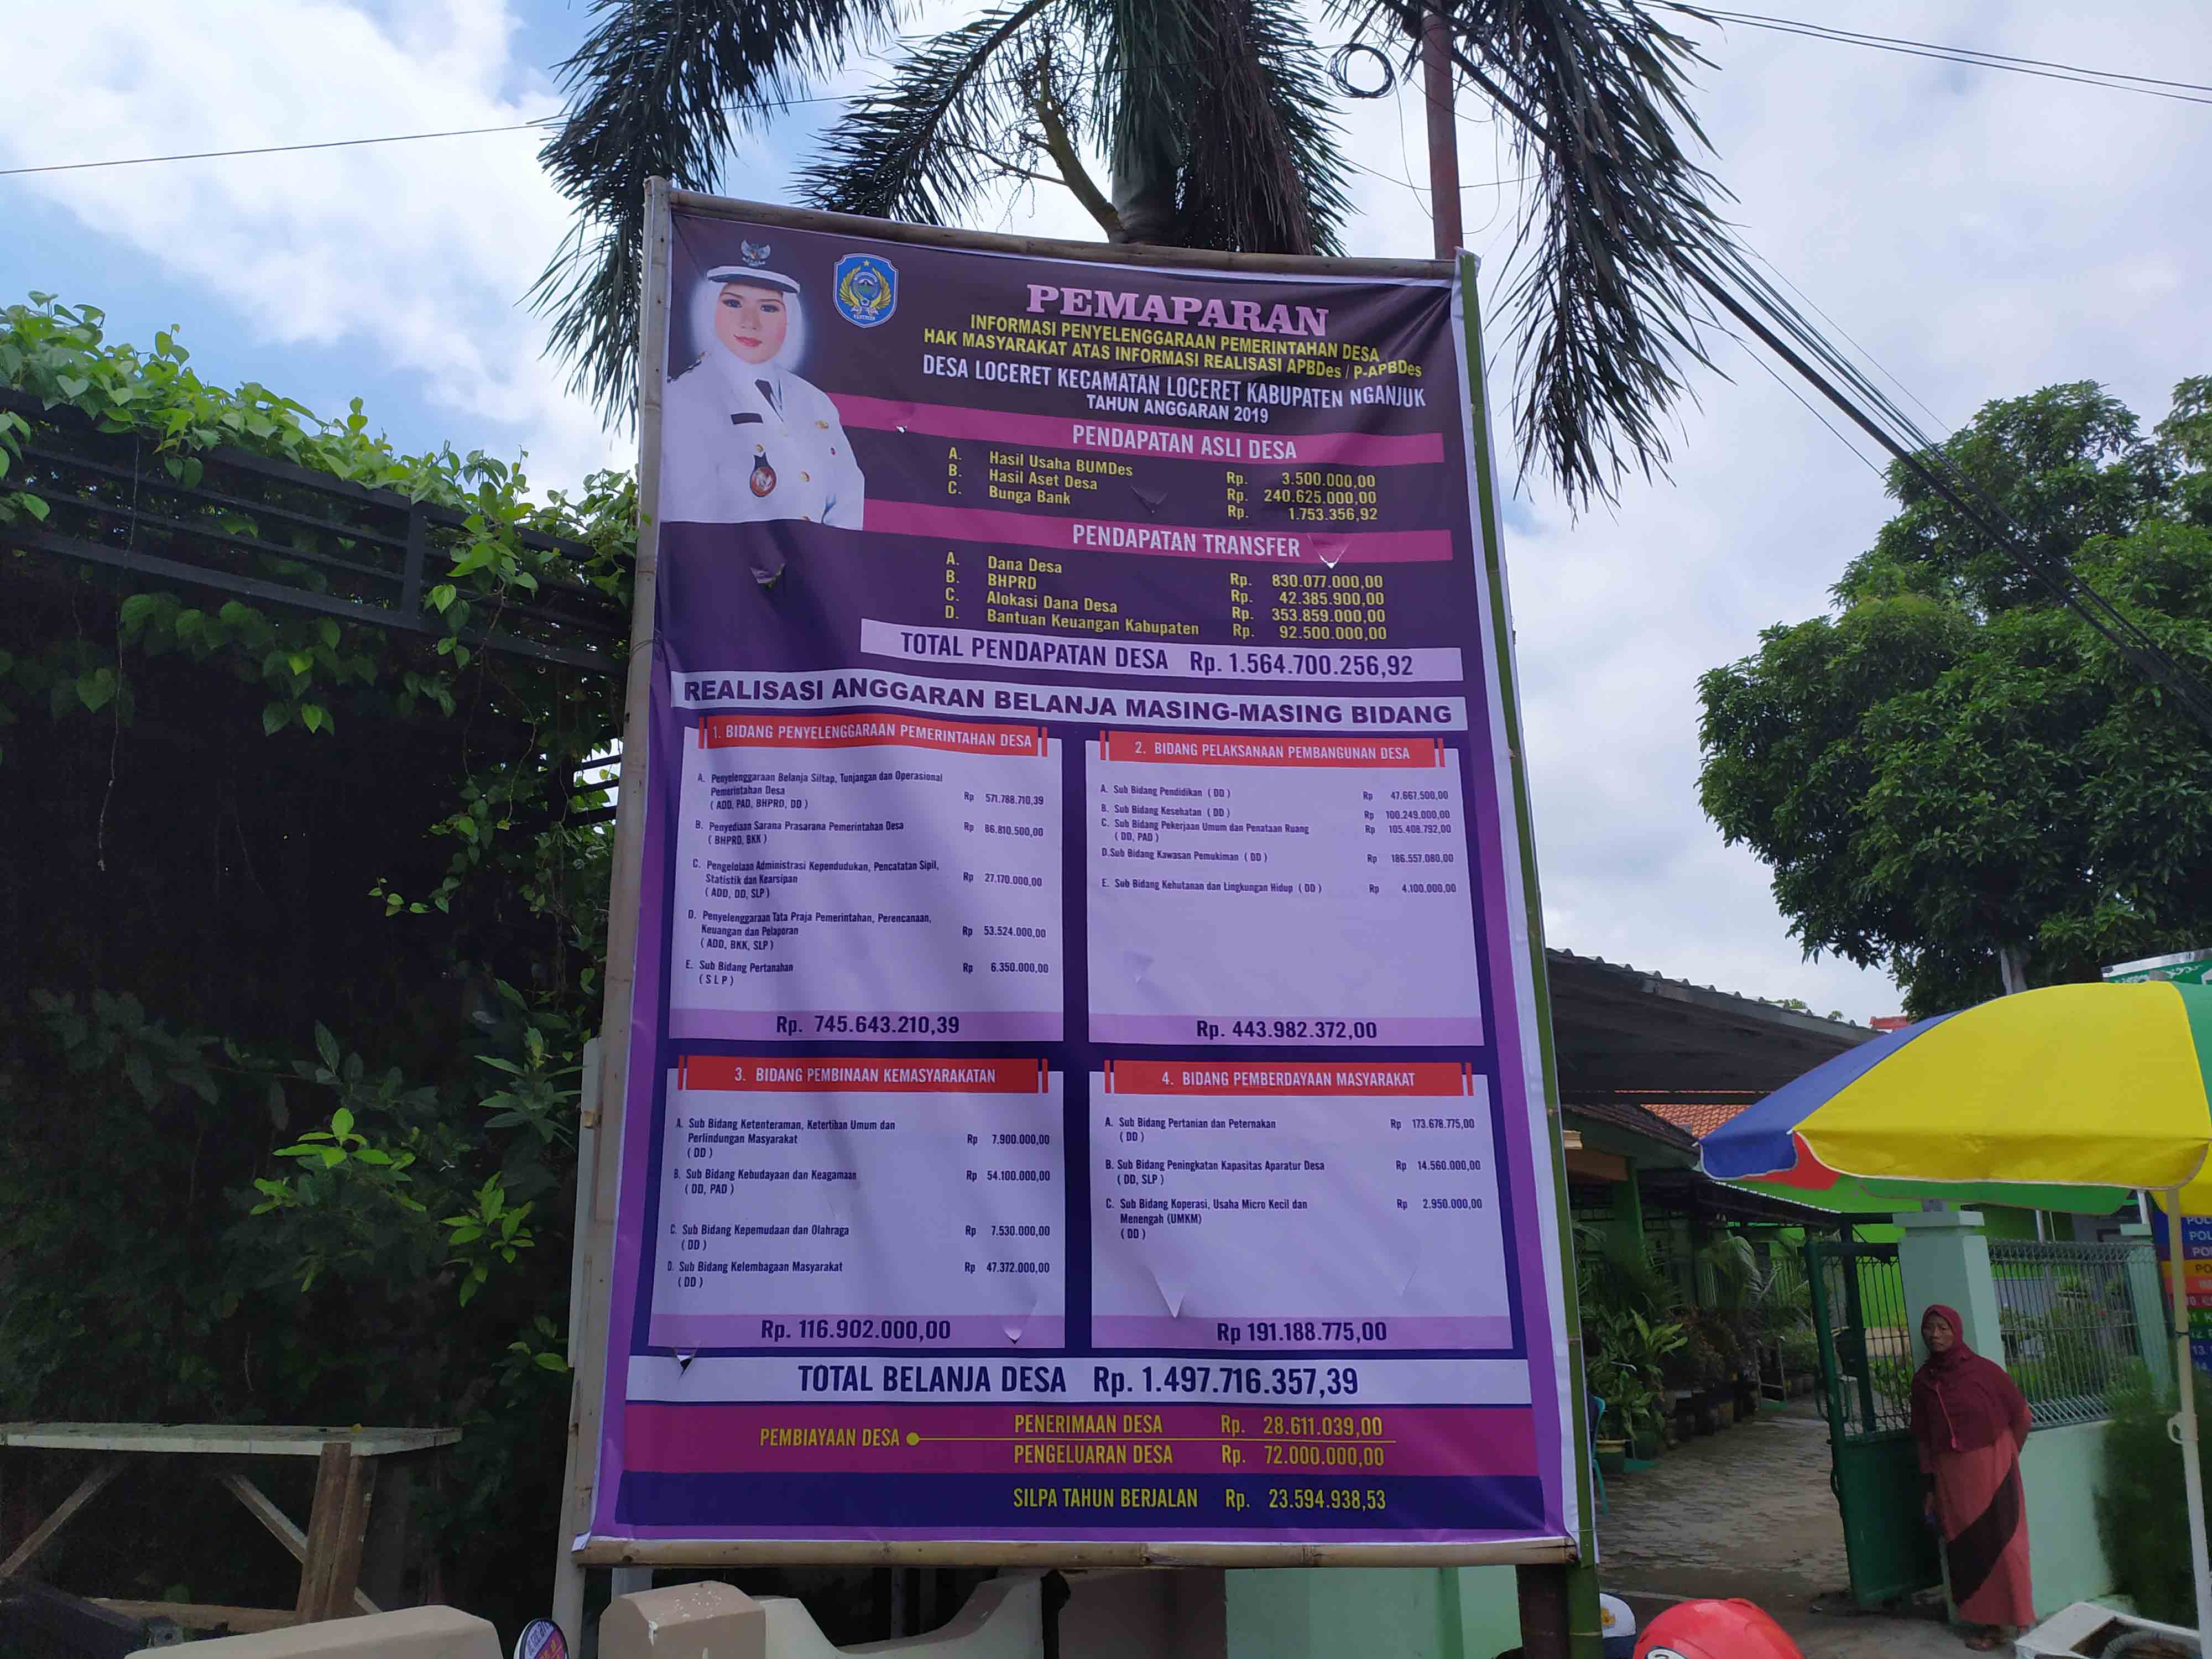 PEMAPARAN
INFORMASI PENYELENGGARAAN PEMERINTAHAN DESA
HAK MASYARAKAT ATAS INFORMASI REALISASI APBDes / P-APBDes
DESA LOCERET KECAMATAN LOCERET KABUPATEN NGANJUK
TAHUN ANGGARAN 2019
PENDAPATAN ASLI DESA
A. Hasil Usaha BUMDes Rp. 3.500.000,00
B. Hasil Aset Desa Rp. 240.625.000,00
C. Bunga Bank Rp. 1.753.356,92
PENDAPATAN TRANSFER
A. Dana Desa Rp. 830.077.000,00
B. BHPRD Rp. 42.385.900,00
C. Alokasi Dana Desa Rp. 353.859.000,00
D. Bantuan Keuangan Kabupaten Rp. 92.500.000,00
TOTAL PENDAPATAN DESA Rp. 1.564.700.256,92
REALISASI ANGGARAN BELANJA MASING-MASING BIDANG
1. BIDANG PENYELENGGARAAN PEMERINTAHAN DESA
A. Penyelenggaraan Belanja Siltap, Tunjangan dan Operasional
Pemerintahan Desa
( ADD, PAD, BHPRD, DD ) Rp 571.788.710,39
B. Penyediaan Sarana Prasarana Pemerintahan Desa Rp 86.810.500,00
( BHPRD, BKK )
C. Pengelolaan Administrasi Kependudukan, Pencatatan Sipil,
Statistik dan Kearsipan Rp 27.170.000,00
( ADD, DD, SLP )
D. Penyelenggaraan Tata Praja Pemerintahan, Perencanaan,
Keuangan dan Pelaporan Rp 53.524.000,00
( ADD, BKK, SLP )
E. Sub Bidang Pertanahan Rp 6.350.000,00
( S L P )
Rp. 745.643.210,39
2. BIDANG PELAKSANAAN PEMBANGUNAN DESA
A. Sub Bidang Pendidikan ( DD ) Rp 47.667.500,00
B. Sub Bidang Kesehatan ( DD ) Rp 100.249.000,00
C. Sub Bidang Pekerjaan Umum dan Penataan Ruang Rp 105.408.792,00
( DD, PAD )
D.Sub Bidang Kawasan Pemukiman ( DD ) Rp 186.557.080,00
E. Sub Bidang Kehutanan dan Lingkungan Hidup ( DD ) Rp 4.100.000,00
Rp. 443.982.372,00
3. BIDANG PEMBINAAN KEMASYARAKATAN
A. Sub Bidang Ketenteraman, Ketertiban Umum dan
Perlindungan Masyarakat Rp 7.900.000,00
( DD )
B. Sub Bidang Kebudayaan dan Keagamaan Rp 54.100.000,00
( DD, PAD )
C. Sub Bidang Kepemudaan dan Olahraga Rp 7.530.000,00
( DD )
D. Sub Bidang Kelembagaan Masyarakat Rp 47.372.000,00
( DD )
Rp. 116.902.000,00
4. BIDANG PEMBERDAYAAN MASYARAKAT
A. Sub Bidang Pertanian dan Peternakan Rp 173.678.775,00
( DD )
B. Sub Bidang Peningkatan Kapasitas Aparatur Desa Rp 14.560.000,00
( DD, SLP )
C. Sub Bidang Koperasi, Usaha Micro Kecil dan Rp 2.950.000,00
Menengah (UMKM)
( DD )
Rp 191.188.775,00
TOTAL BELANJA DESA Rp. 1.497.716.357,39
PEMBIAYAAN DESA
PENERIMAAN DESA Rp. 28.611.039,00
PENGELUARAN DESA Rp. 72.000.000,00
SILPA TAHUN BERJALAN Rp. 23.594.938,53